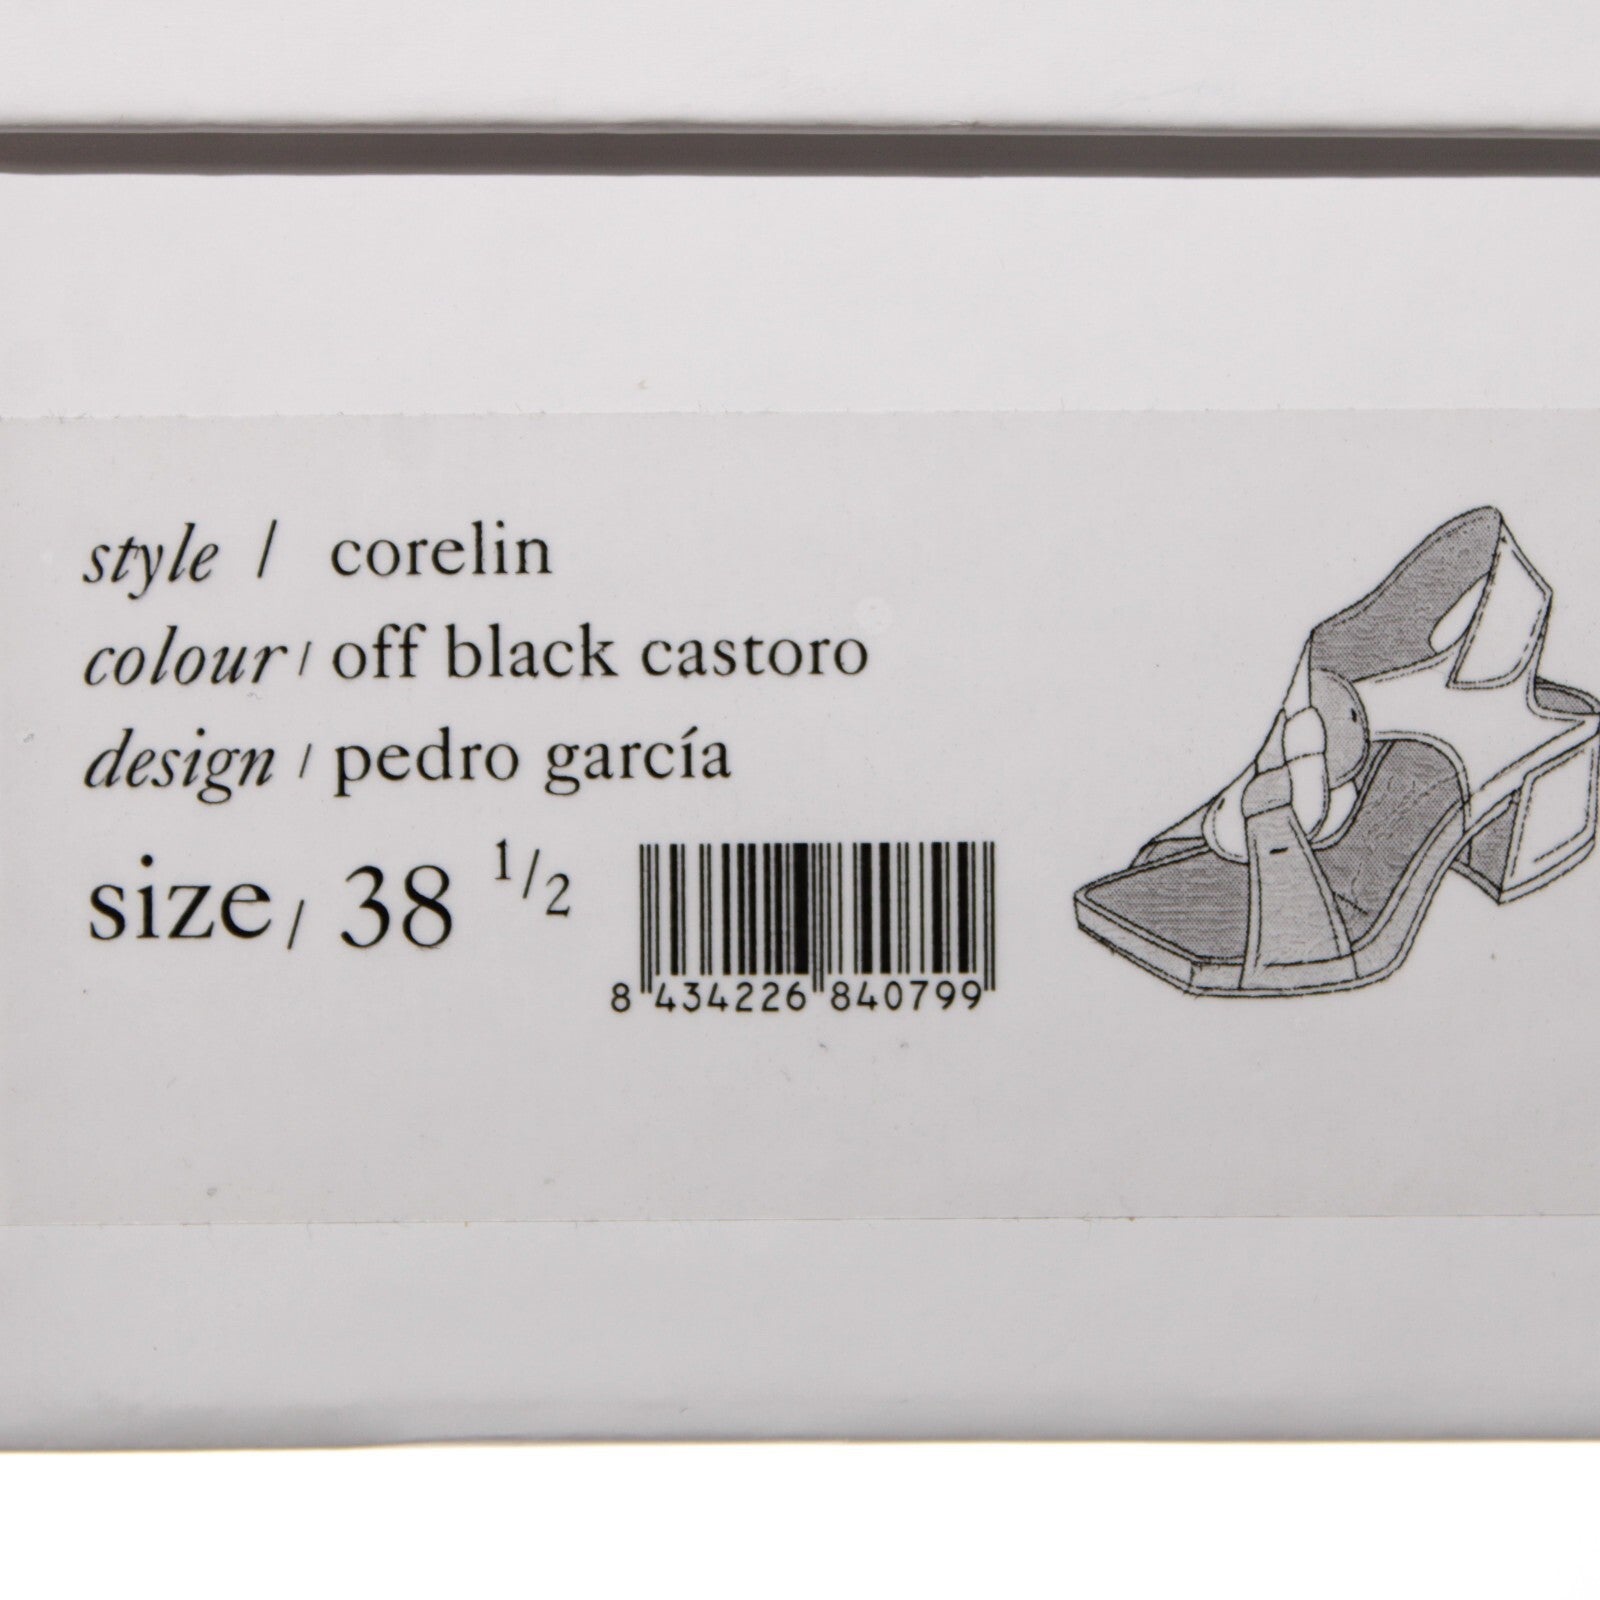 style / corelin
colour / off black castoro
design / pedro garcía
size / 38 1/2
8 434226 840799